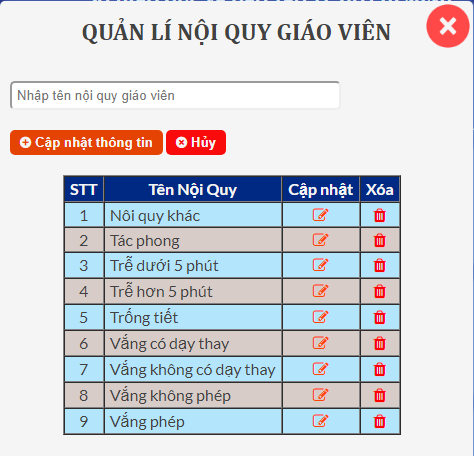 QUẢN LÍ NỘI QUY GIÁO VIÊN
Nhập tên nội quy giáo viên
Cập nhật thông tin Hủy
STT Tên Nội Quy Cập nhật Xóa
1 Nôi quy khác
2 Tác phong
3 Trễ dưới 5 phút
4 Trễ hơn 5 phút
5 Trống tiết
6 Vắng có dạy thay
7 Vắng không có dạy thay
8 Vắng không phép
9 Vắng phép